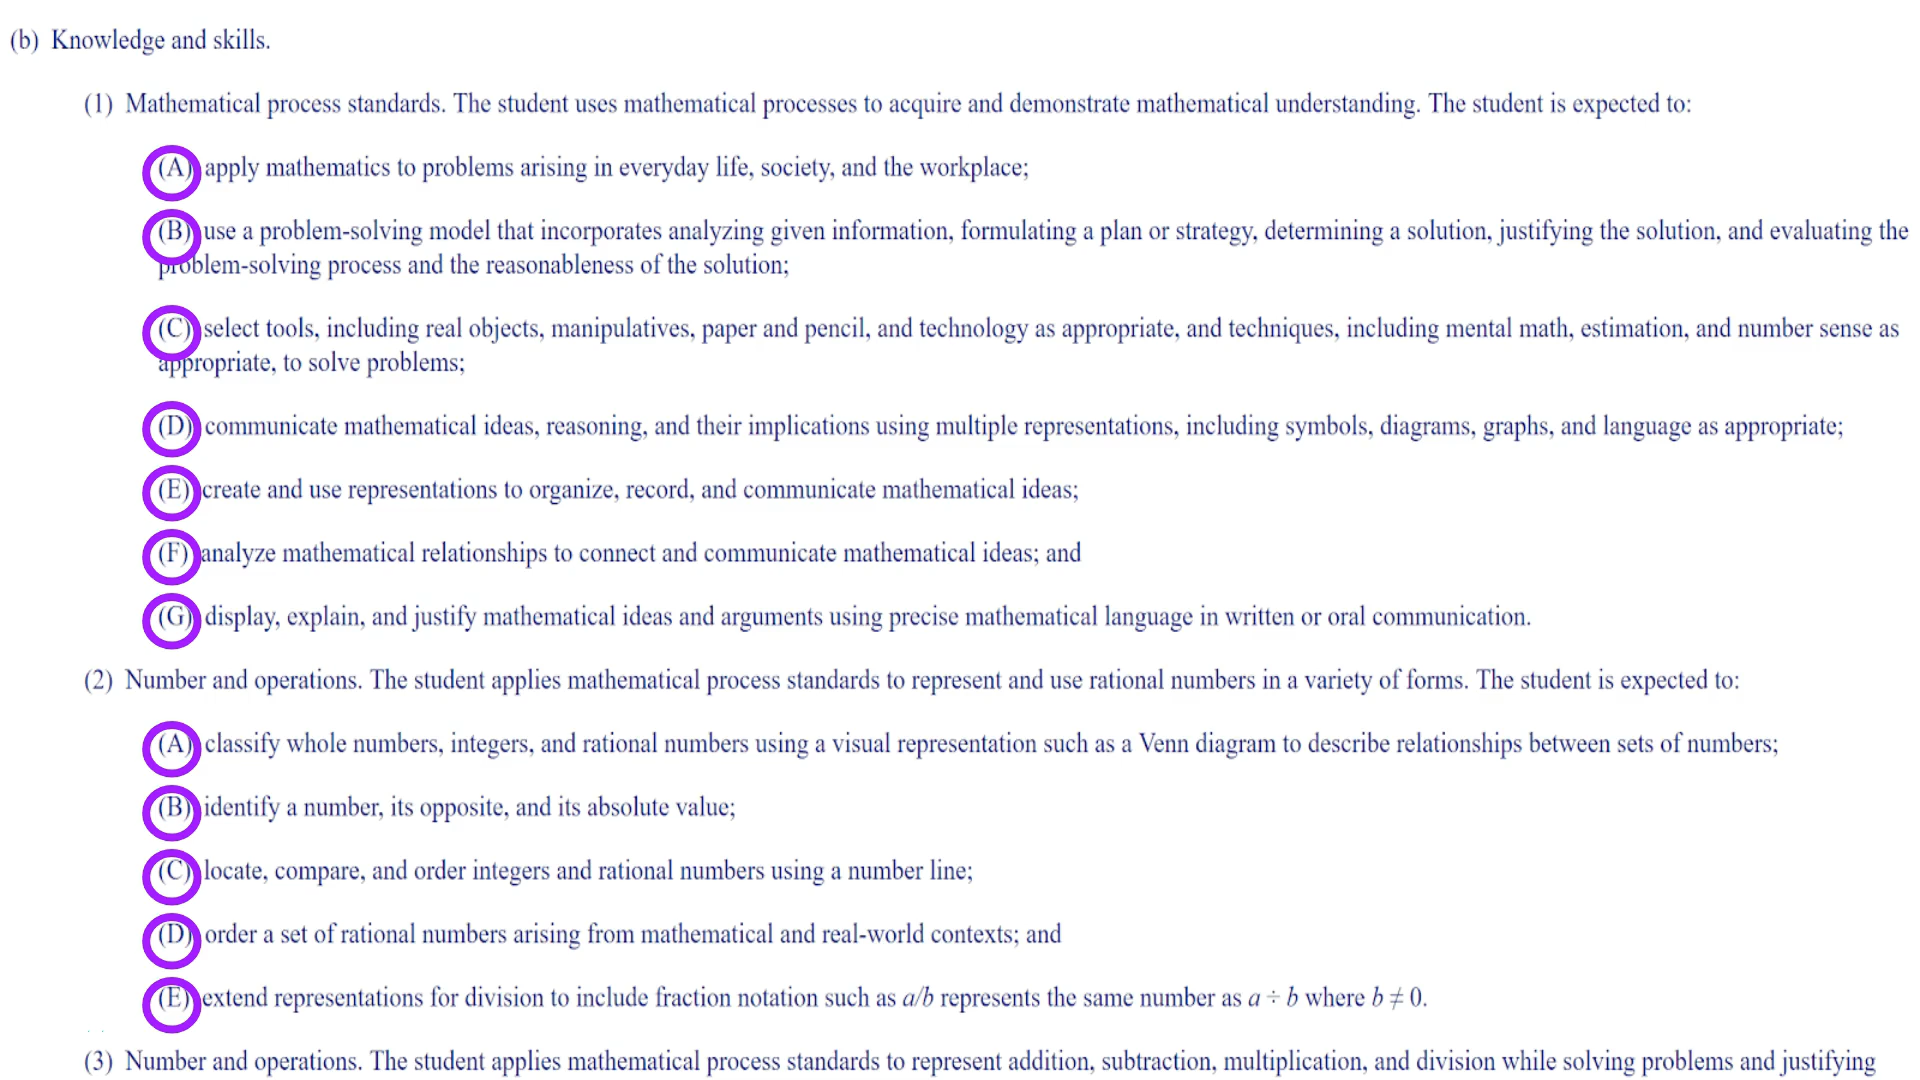 (b) Knowledge and skills.
(1) Mathematical process standards. The student uses mathematical processes to acquire and demonstrate mathematical understanding. The student is expected to:
(A) apply mathematics to problems arising in everyday life, society, and the workplace;
(B) use a problem-solving model that incorporates analyzing given information, formulating a plan or strategy, determining a solution, justifying the solution, and evaluating the
problem-solving process and the reasonableness of the solution;
(C) select tools, including real objects, manipulatives, paper and pencil, and technology as appropriate, and techniques, including mental math, estimation, and number sense as
appropriate, to solve problems;
(D) communicate mathematical ideas, reasoning, and their implications using multiple representations, including symbols, diagrams, graphs, and language as appropriate;
(E) create and use representations to organize, record, and communicate mathematical ideas;
(F) analyze mathematical relationships to connect and communicate mathematical ideas; and
(G) display, explain, and justify mathematical ideas and arguments using precise mathematical language in written or oral communication.
(2) Number and operations. The student applies mathematical process standards to represent and use rational numbers in a variety of forms. The student is expected to:
(A) classify whole numbers, integers, and rational numbers using a visual representation such as a Venn diagram to describe relationships between sets of numbers;
(B) identify a number, its opposite, and its absolute value;
(C) locate, compare, and order integers and rational numbers using a number line;
(D) order a set of rational numbers arising from mathematical and real-world contexts; and
(E) extend representations for division to include fraction notation such as a/b represents the same number as a ÷ b where b ≠ 0.
(3) Number and operations. The student applies mathematical process standards to represent addition, subtraction, multiplication, and division while solving problems and justifying